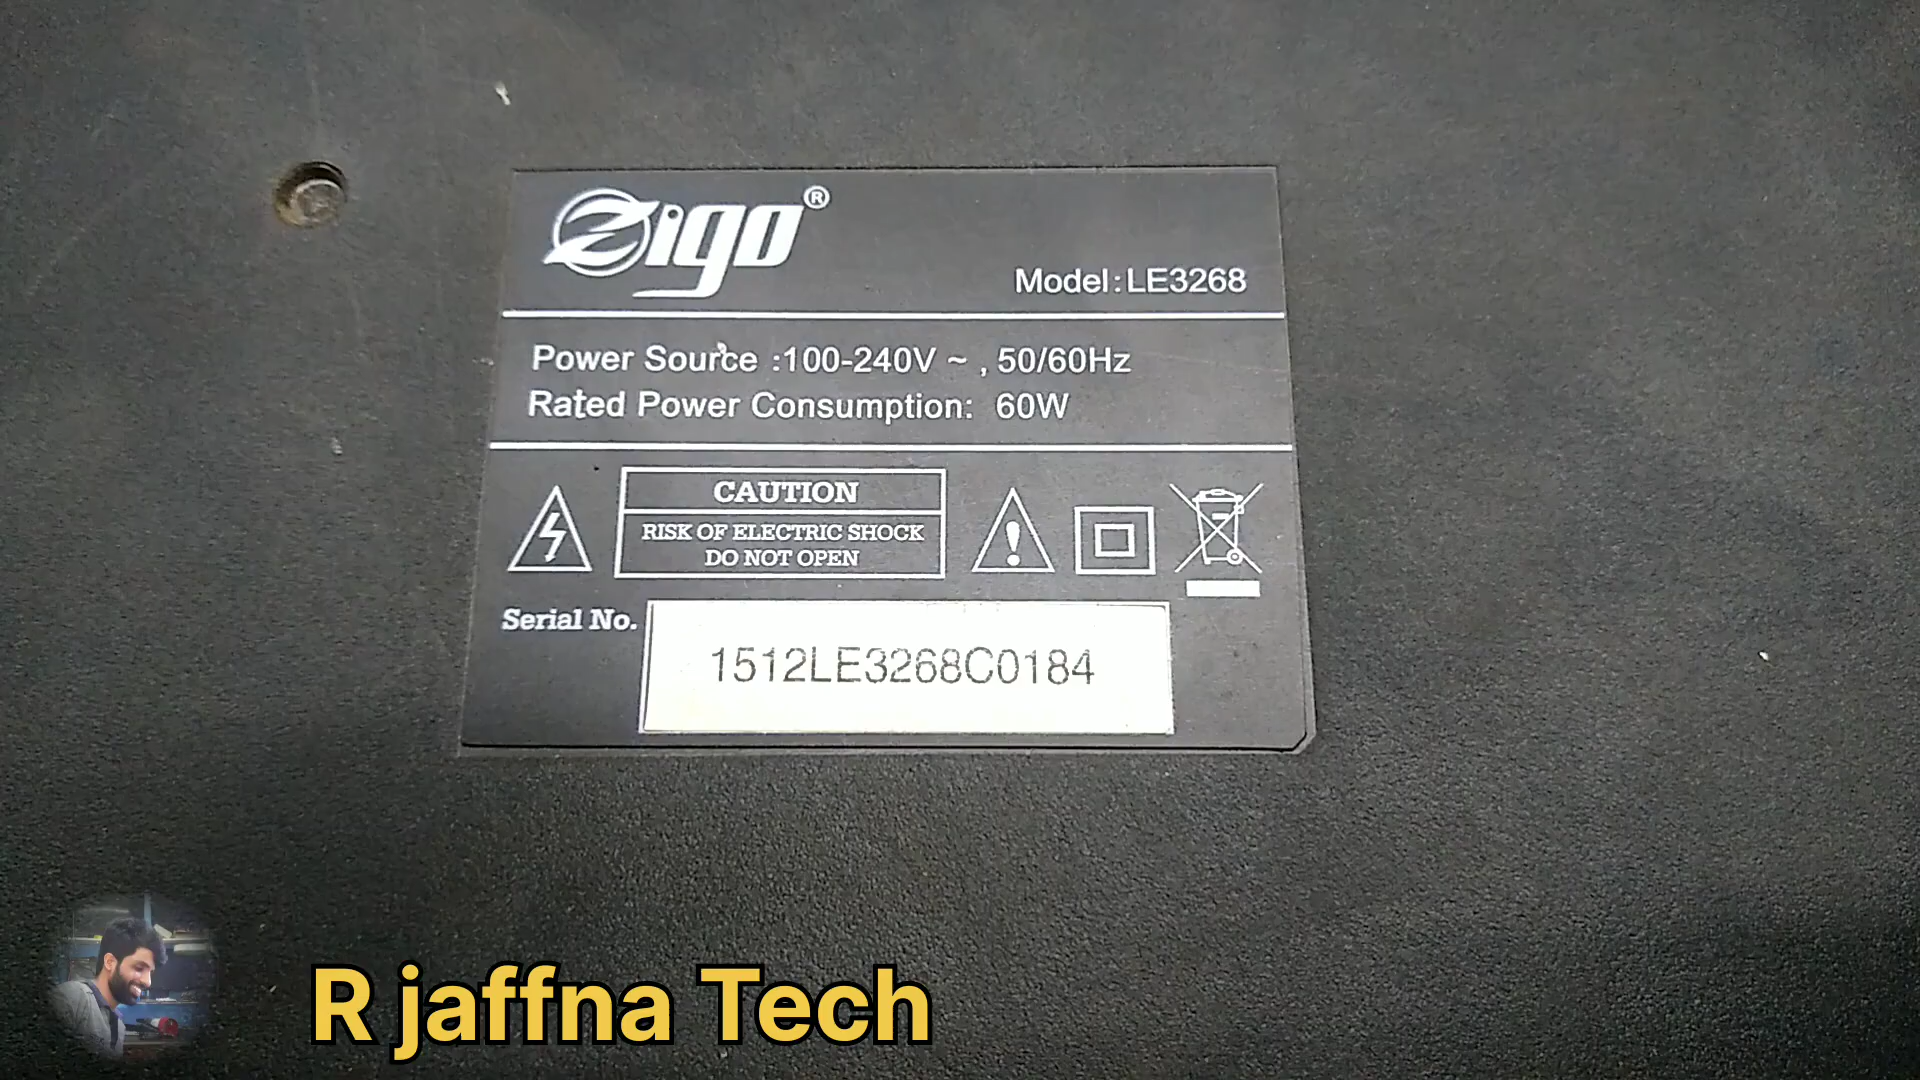 Zigo®
Model:LE3268
Power Source :100-240V ~ , 50/60Hz
Rated Power Consumption: 60W
CAUTION
RISK OF ELECTRIC SHOCK
DO NOT OPEN
Serial No.
1512LE3268C0184
R jaffna Tech